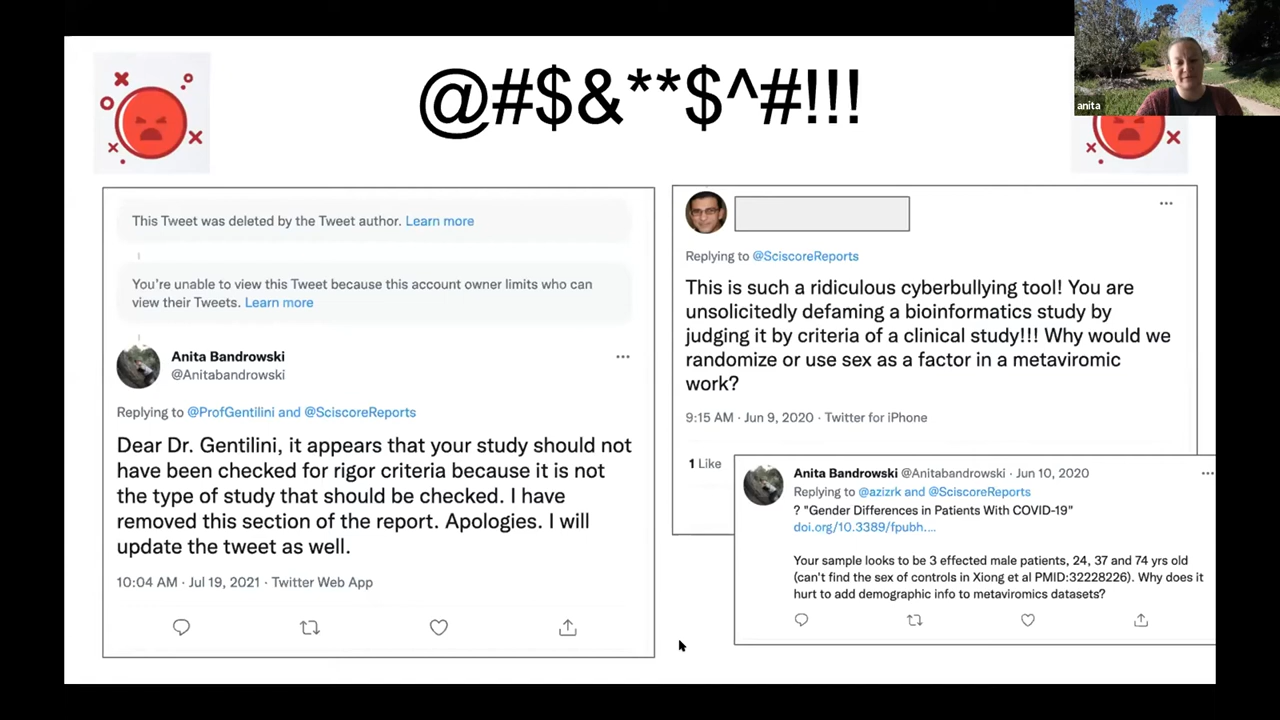 @#$&**$^#!!!
anita
This Tweet was deleted by the Tweet author. Learn more
You're unable to view this Tweet because this account owner limits who can
view their Tweets. Learn more
Anita Bandrowski
@Anitabandrowski
Replying to @ProfGentilini and @SciscoreReports
Dear Dr. Gentilini, it appears that your study should not
have been checked for rigor criteria because it is not
the type of study that should be checked. I have
removed this section of the report. Apologies. I will
update the tweet as well.
10:04 AM · Jul 19, 2021 · Twitter Web App
Replying to @SciscoreReports
This is such a ridiculous cyberbullying tool! You are
unsolicitedly defaming a bioinformatics study by
judging it by criteria of a clinical study!!! Why would we
randomize or use sex as a factor in a metaviromic
work?
9:15 AM · Jun 9, 2020 · Twitter for iPhone
1 Like
Anita Bandrowski @Anitabandrowski · Jun 10, 2020
Replying to @azizrk and @SciscoreReports
? "Gender Differences in Patients With COVID-19"
doi.org/10.3389/fpubh....
Your sample looks to be 3 effected male patients, 24, 37 and 74 yrs old
(can't find the sex of controls in Xiong et al PMID:32228226). Why does it
hurt to add demographic info to metaviromics datasets?